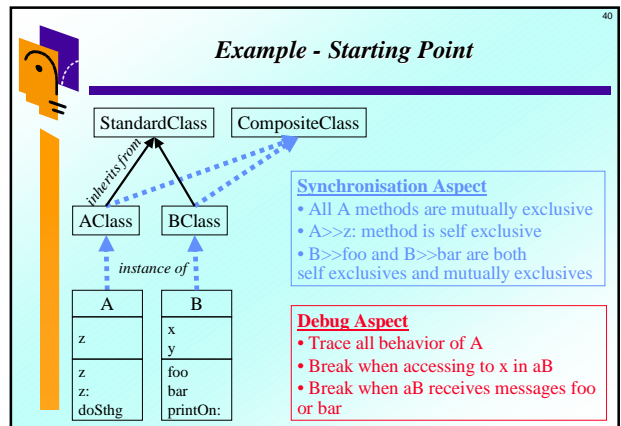 40
Example - Starting Point
StandardClass
CompositeClass
inherits from
AClass
BClass
instance of
A
z
z
z:
doSthg
B
x
y
foo
bar
printOn:
Synchronisation Aspect
• All A methods are mutually exclusive
• A>>z: method is self exclusive
• B>>foo and B>>bar are both
self exclusives and mutually exclusives
Debug Aspect
• Trace all behavior of A
• Break when accessing to x in aB
• Break when aB receives messages foo
or bar